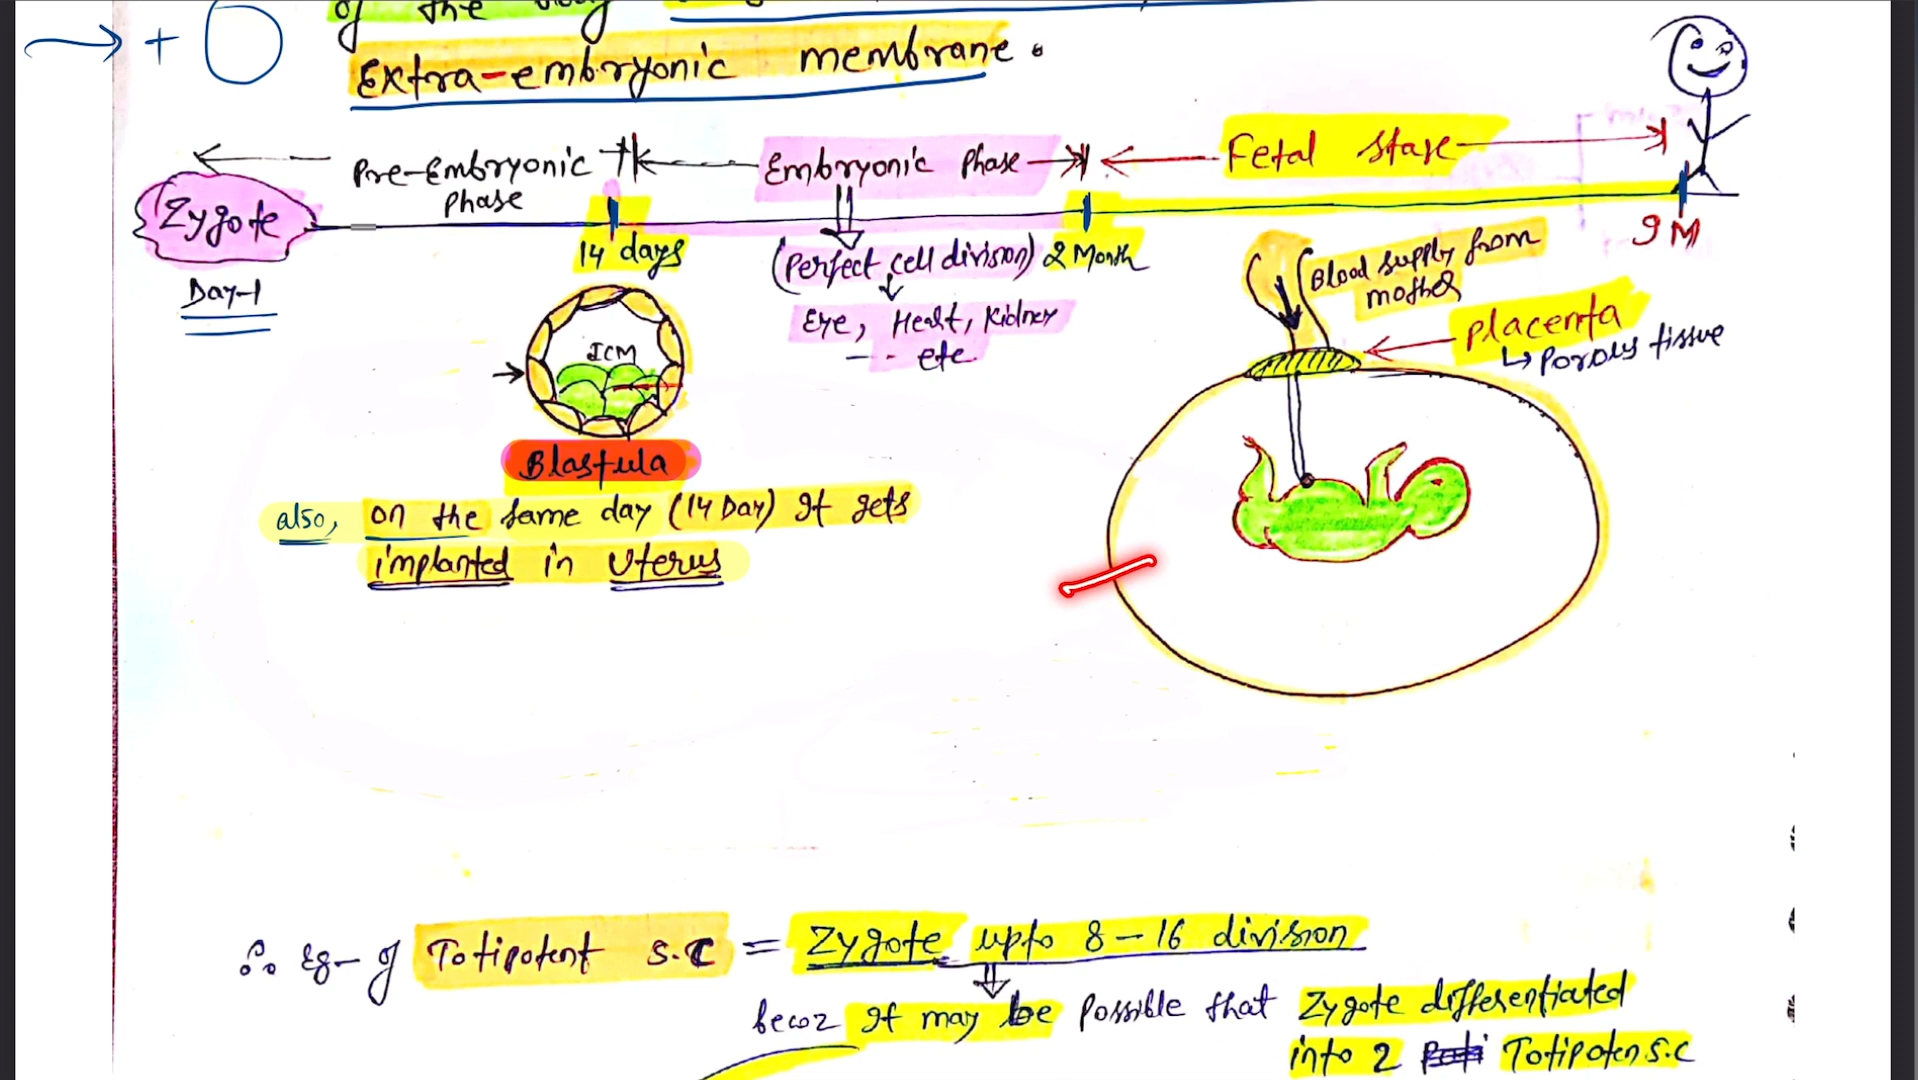 of the
Extra-embryonic membrane.
+
Pre-Embryonic Phase
Embryonic Phase
Fetal stage
Zygote
Day-1
14 days
(Perfect cell division)
2 Month
9 M
Eye, Heart, Kidney
--- etc
Blood supply from
mother
placenta
↳ Porous tissue
ICM
Blastula
also, on the same day (14 Day) It gets
implanted in Uterus
∴ Eg- of Totipotent s.c = Zygote upto 8-16 division
becoz It may be Possible that Zygote differentiated
into 2 Totipoten s.c